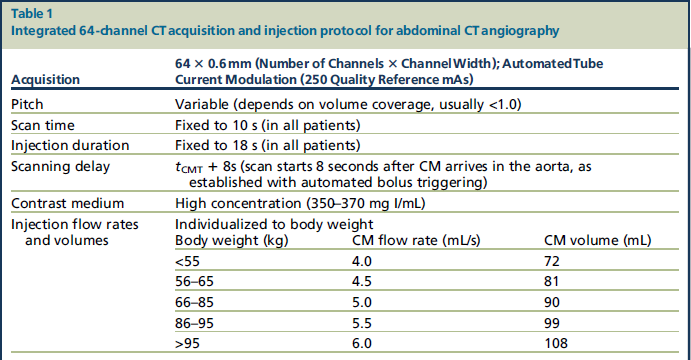 Table 1
Integrated 64-channel CT acquisition and injection protocol for abdominal CT angiography
Acquisition 64 × 0.6 mm (Number of Channels × Channel Width); Automated Tube
Current Modulation (250 Quality Reference mAs)
Pitch Variable (depends on volume coverage, usually <1.0)
Scan time Fixed to 10 s (in all patients)
Injection duration Fixed to 18 s (in all patients)
Scanning delay tCMT + 8s (scan starts 8 seconds after CM arrives in the aorta, as
established with automated bolus triggering)
Contrast medium High concentration (350–370 mg I/mL)
Injection flow rates Individualized to body weight
and volumes Body weight (kg) CM flow rate (mL/s) CM volume (mL)
<55 4.0 72
56–65 4.5 81
66–85 5.0 90
86–95 5.5 99
>95 6.0 108